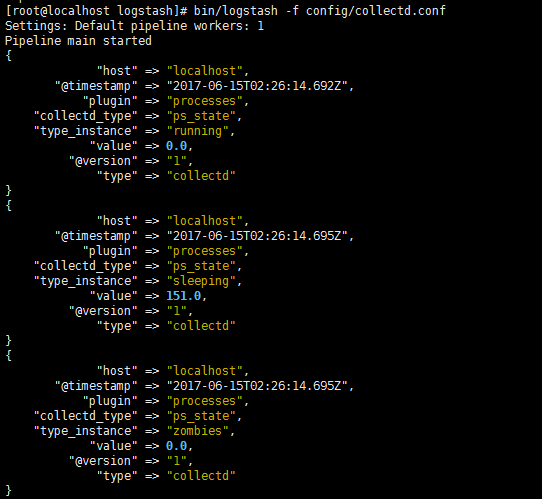 [root@localhost logstash]# bin/logstash -f config/collectd.conf
Settings: Default pipeline workers: 1
Pipeline main started
{
"host" => "localhost",
"@timestamp" => "2017-06-15T02:26:14.692Z",
"plugin" => "processes",
"collectd_type" => "ps_state",
"type_instance" => "running",
"value" => 0.0,
"@version" => "1",
"type" => "collectd"
}
{
"host" => "localhost",
"@timestamp" => "2017-06-15T02:26:14.695Z",
"plugin" => "processes",
"collectd_type" => "ps_state",
"type_instance" => "sleeping",
"value" => 151.0,
"@version" => "1",
"type" => "collectd"
}
{
"host" => "localhost",
"@timestamp" => "2017-06-15T02:26:14.695Z",
"plugin" => "processes",
"collectd_type" => "ps_state",
"type_instance" => "zombies",
"value" => 0.0,
"@version" => "1",
"type" => "collectd"
}